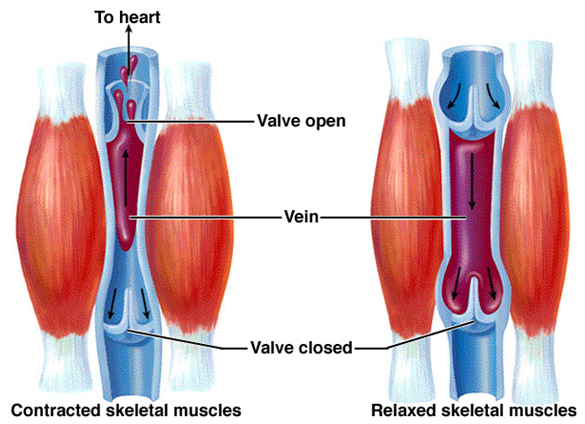 To heart
Valve open
Vein
Valve closed
Contracted skeletal muscles
Relaxed skeletal muscles